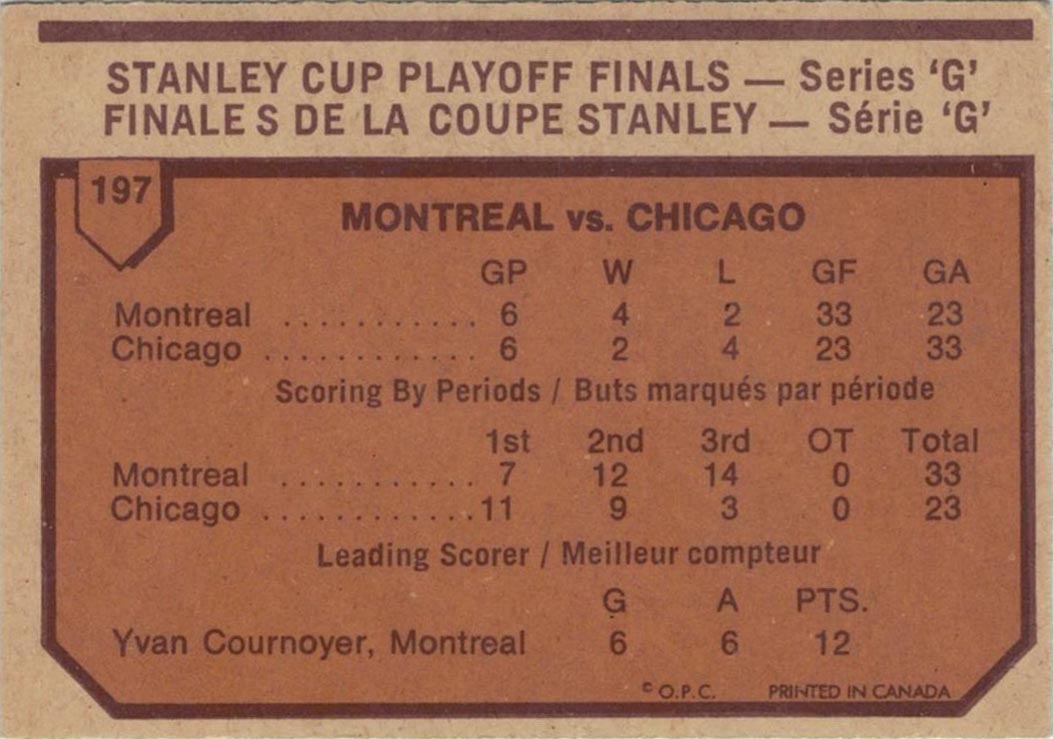 STANLEY CUP PLAYOFF FINALS — Series 'G'
FINALE S DE LA COUPE STANLEY — Série 'G'
197
MONTREAL vs. CHICAGO
GP W L GF GA
Montreal ........... 6 4 2 33 23
Chicago ............ 6 2 4 23 33
Scoring By Periods / Buts marqués par période
1st 2nd 3rd OT Total
Montreal ........... 7 12 14 0 33
Chicago ............ 11 9 3 0 23
Leading Scorer / Meilleur compteur
G A PTS.
Yvan Cournoyer, Montreal 6 6 12
© O.P.C. PRINTED IN CANADA